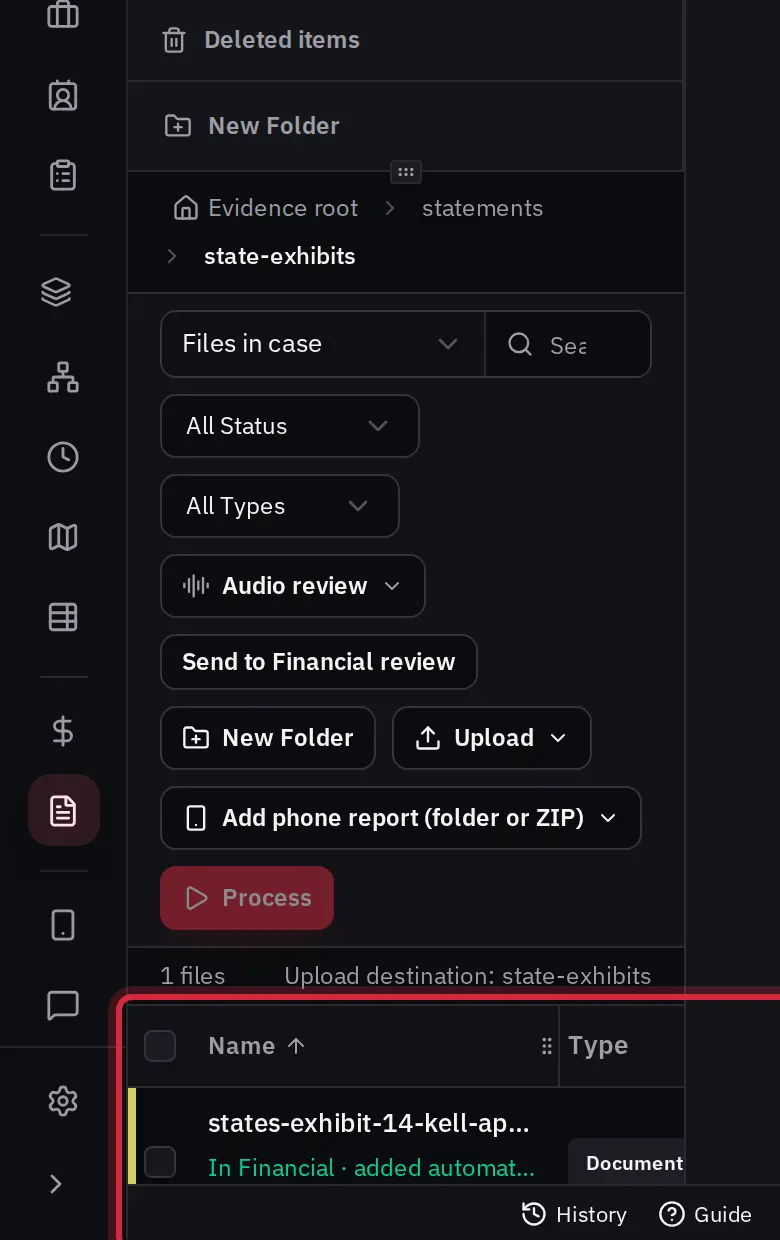 Deleted items
New Folder
Evidence root
statements
state-exhibits
Files in case
All Status
All Types
Audio review
Send to Financial review
New Folder
Upload
Add phone report (folder or ZIP)
Process
1 files
Upload destination: state-exhibits
Name
Type
states-exhibit-14-kell-ap...
In Financial · added automat...
Document
History
Guide